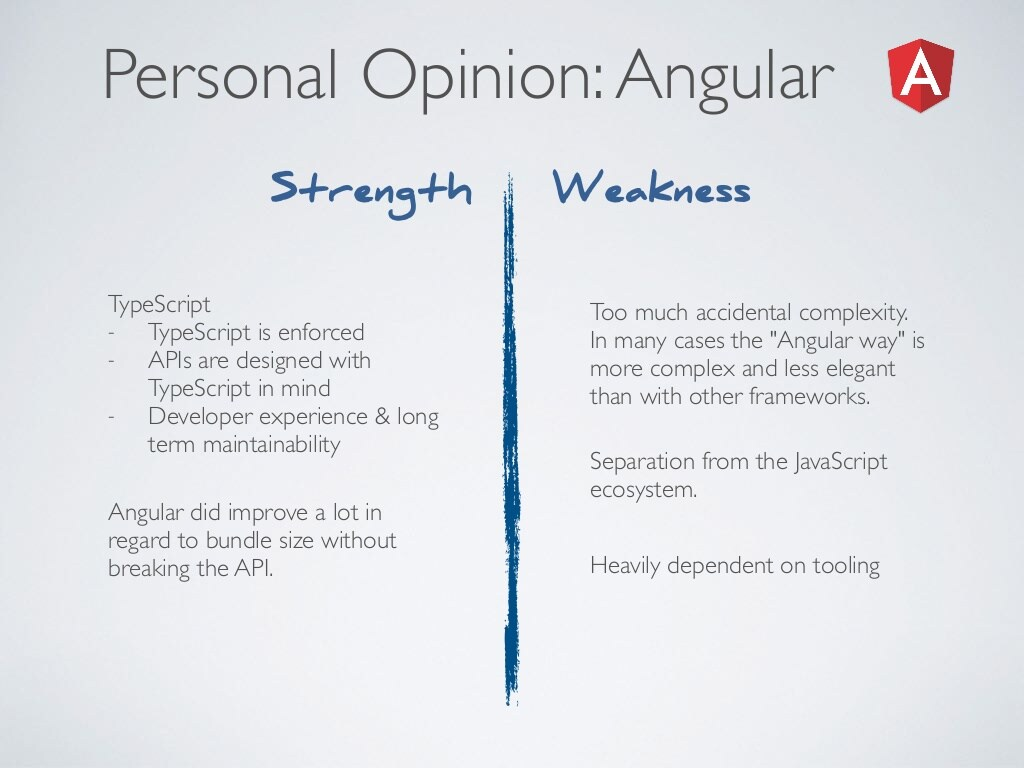 Personal Opinion: Angular
A
Strength
Weakness
TypeScript
- TypeScript is enforced
- APIs are designed with
TypeScript in mind
- Developer experience & long
term maintainability
Angular did improve a lot in
regard to bundle size without
breaking the API.
Too much accidental complexity.
In many cases the "Angular way" is
more complex and less elegant
than with other frameworks.
Separation from the JavaScript
ecosystem.
Heavily dependent on tooling